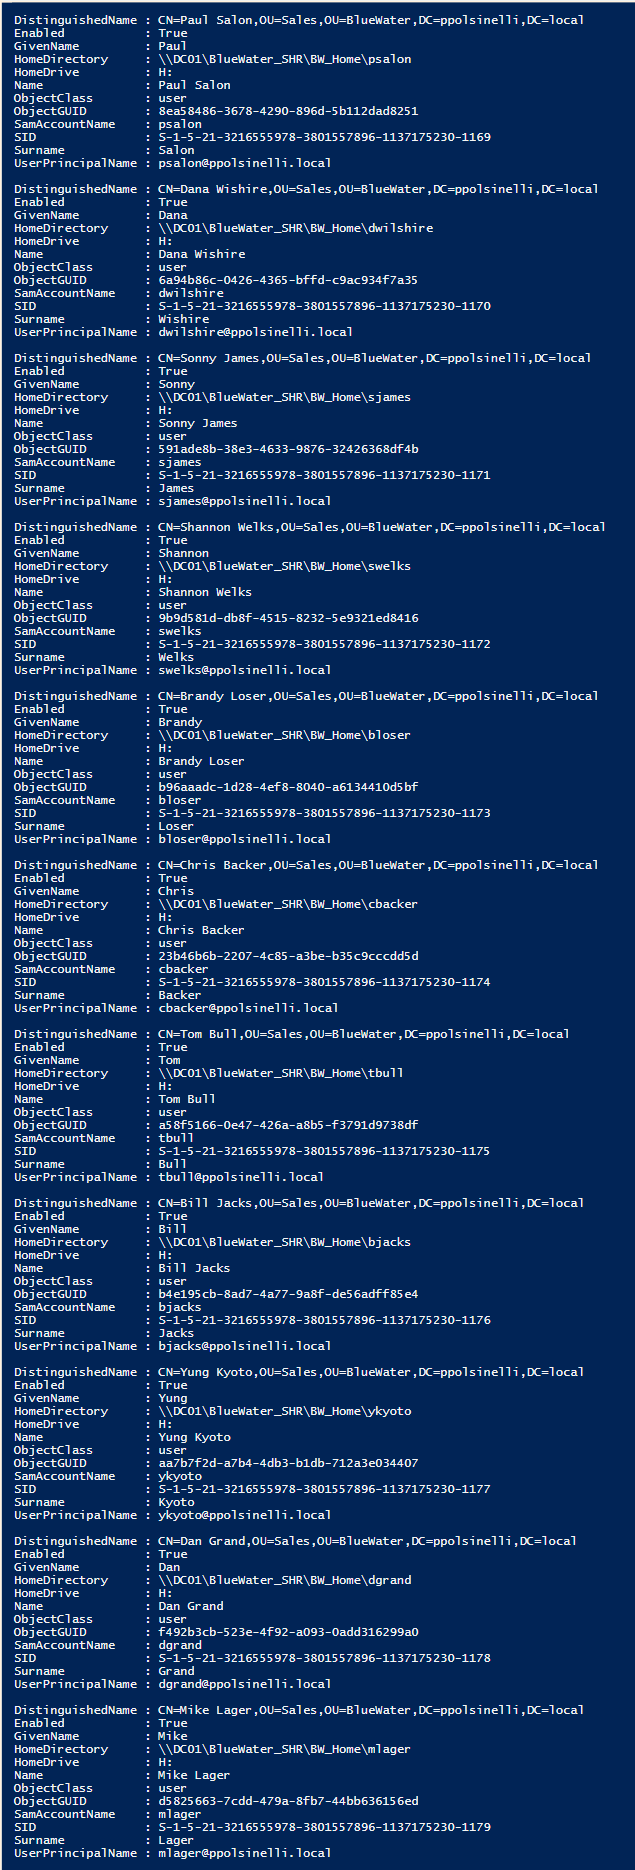 DistinguishedName : CN=Paul Salon,OU=Sales,OU=BlueWater,DC=ppolsinelli,DC=local
Enabled           : True
GivenName         : Paul
HomeDirectory     : \\DC01\BlueWater_SHR\BW_Home\psalon
HomeDrive         : H:
Name              : Paul Salon
ObjectClass       : user
ObjectGUID        : 8ea58486-3678-4290-896d-5b112dad8251
SamAccountName    : psalon
SID               : S-1-5-21-3216555978-3801557896-1137175230-1169
Surname           : Salon
UserPrincipalName : psalon@ppolsinelli.local

DistinguishedName : CN=Dana Wishire,OU=Sales,OU=BlueWater,DC=ppolsinelli,DC=local
Enabled           : True
GivenName         : Dana
HomeDirectory     : \\DC01\BlueWater_SHR\BW_Home\dwilshire
HomeDrive         : H:
Name              : Dana Wishire
ObjectClass       : user
ObjectGUID        : 6a94b86c-0426-4365-bffd-c9ac934f7a35
SamAccountName    : dwilshire
SID               : S-1-5-21-3216555978-3801557896-1137175230-1170
Surname           : Wishire
UserPrincipalName : dwilshire@ppolsinelli.local

DistinguishedName : CN=Sonny James,OU=Sales,OU=BlueWater,DC=ppolsinelli,DC=local
Enabled           : True
GivenName         : Sonny
HomeDirectory     : \\DC01\BlueWater_SHR\BW_Home\sjames
HomeDrive         : H:
Name              : Sonny James
ObjectClass       : user
ObjectGUID        : 591ade8b-38e3-4633-9876-32426368df4b
SamAccountName    : sjames
SID               : S-1-5-21-3216555978-3801557896-1137175230-1171
Surname           : James
UserPrincipalName : sjames@ppolsinelli.local

DistinguishedName : CN=Shannon Welks,OU=Sales,OU=BlueWater,DC=ppolsinelli,DC=local
Enabled           : True
GivenName         : Shannon
HomeDirectory     : \\DC01\BlueWater_SHR\BW_Home\swelks
HomeDrive         : H:
Name              : Shannon Welks
ObjectClass       : user
ObjectGUID        : 9b9d581d-db8f-4515-8232-5e9321ed8416
SamAccountName    : swelks
SID               : S-1-5-21-3216555978-3801557896-1137175230-1172
Surname           : Welks
UserPrincipalName : swelks@ppolsinelli.local

DistinguishedName : CN=Brandy Loser,OU=Sales,OU=BlueWater,DC=ppolsinelli,DC=local
Enabled           : True
GivenName         : Brandy
HomeDirectory     : \\DC01\BlueWater_SHR\BW_Home\bloser
HomeDrive         : H:
Name              : Brandy Loser
ObjectClass       : user
ObjectGUID        : b96aaadc-1d28-4ef8-8040-a6134410d5bf
SamAccountName    : bloser
SID               : S-1-5-21-3216555978-3801557896-1137175230-1173
Surname           : Loser
UserPrincipalName : bloser@ppolsinelli.local

DistinguishedName : CN=Chris Backer,OU=Sales,OU=BlueWater,DC=ppolsinelli,DC=local
Enabled           : True
GivenName         : Chris
HomeDirectory     : \\DC01\BlueWater_SHR\BW_Home\cbacker
HomeDrive         : H:
Name              : Chris Backer
ObjectClass       : user
ObjectGUID        : 23b46b6b-2207-4c85-a3be-b35c9cccdd5d
SamAccountName    : cbacker
SID               : S-1-5-21-3216555978-3801557896-1137175230-1174
Surname           : Backer
UserPrincipalName : cbacker@ppolsinelli.local

DistinguishedName : CN=Tom Bull,OU=Sales,OU=BlueWater,DC=ppolsinelli,DC=local
Enabled           : True
GivenName         : Tom
HomeDirectory     : \\DC01\BlueWater_SHR\BW_Home\tbull
HomeDrive         : H:
Name              : Tom Bull
ObjectClass       : user
ObjectGUID        : a58f5166-0e47-426a-a8b5-f3791d9738df
SamAccountName    : tbull
SID               : S-1-5-21-3216555978-3801557896-1137175230-1175
Surname           : Bull
UserPrincipalName : tbull@ppolsinelli.local

DistinguishedName : CN=Bill Jacks,OU=Sales,OU=BlueWater,DC=ppolsinelli,DC=local
Enabled           : True
GivenName         : Bill
HomeDirectory     : \\DC01\BlueWater_SHR\BW_Home\bjacks
HomeDrive         : H:
Name              : Bill Jacks
ObjectClass       : user
ObjectGUID        : b4e195cb-8ad7-4a77-9a8f-de56adff85e4
SamAccountName    : bjacks
SID               : S-1-5-21-3216555978-3801557896-1137175230-1176
Surname           : Jacks
UserPrincipalName : bjacks@ppolsinelli.local

DistinguishedName : CN=Yung Kyoto,OU=Sales,OU=BlueWater,DC=ppolsinelli,DC=local
Enabled           : True
GivenName         : Yung
HomeDirectory     : \\DC01\BlueWater_SHR\BW_Home\ykyoto
HomeDrive         : H:
Name              : Yung Kyoto
ObjectClass       : user
ObjectGUID        : aa7b7f2d-a7b4-4db3-b1db-712a3e034407
SamAccountName    : ykyoto
SID               : S-1-5-21-3216555978-3801557896-1137175230-1177
Surname           : Kyoto
UserPrincipalName : ykyoto@ppolsinelli.local

DistinguishedName : CN=Dan Grand,OU=Sales,OU=BlueWater,DC=ppolsinelli,DC=local
Enabled           : True
GivenName         : Dan
HomeDirectory     : \\DC01\BlueWater_SHR\BW_Home\dgrand
HomeDrive         : H:
Name              : Dan Grand
ObjectClass       : user
ObjectGUID        : f492b3cb-523e-4f92-a093-0add316299a0
SamAccountName    : dgrand
SID               : S-1-5-21-3216555978-3801557896-1137175230-1178
Surname           : Grand
UserPrincipalName : dgrand@ppolsinelli.local

DistinguishedName : CN=Mike Lager,OU=Sales,OU=BlueWater,DC=ppolsinelli,DC=local
Enabled           : True
GivenName         : Mike
HomeDirectory     : \\DC01\BlueWater_SHR\BW_Home\mlager
HomeDrive         : H:
Name              : Mike Lager
ObjectClass       : user
ObjectGUID        : d5825663-7cdd-479a-8fb7-44bb636156ed
SamAccountName    : mlager
SID               : S-1-5-21-3216555978-3801557896-1137175230-1179
Surname           : Lager
UserPrincipalName : mlager@ppolsinelli.local